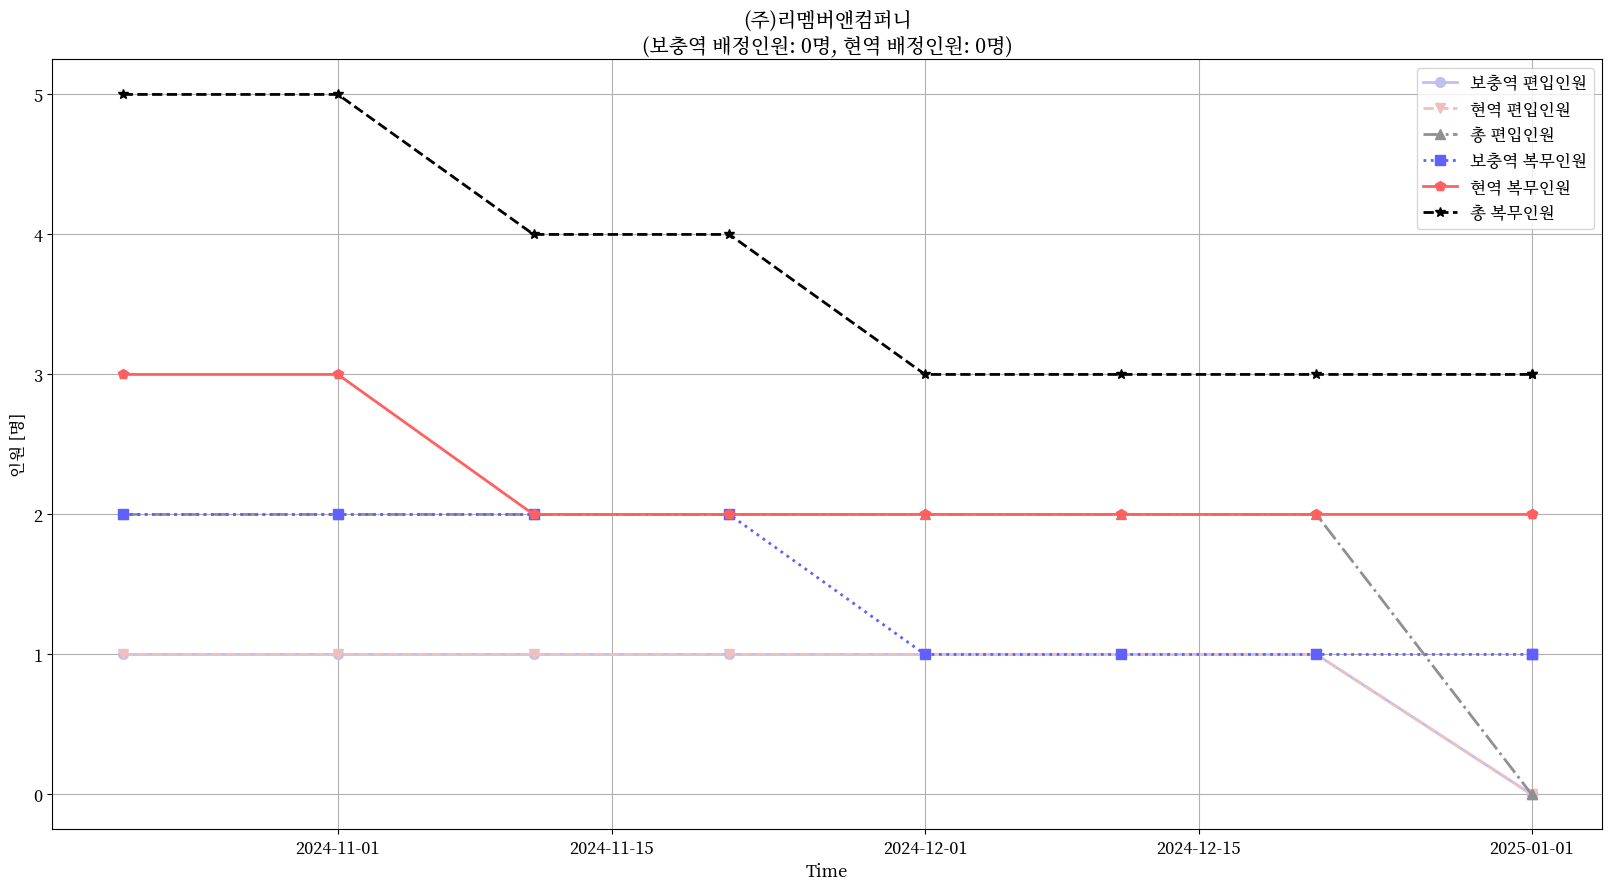 (주)리멤버앤컴퍼니
(보충역 배정인원: 0명, 현역 배정인원: 0명)
보충역 편입인원
현역 편입인원
총 편입인원
보충역 복무인원
현역 복무인원
총 복무인원
인원 [명]
5
4
3
2
1
0
2024-11-01
2024-11-15
2024-12-01
2024-12-15
2025-01-01
Time